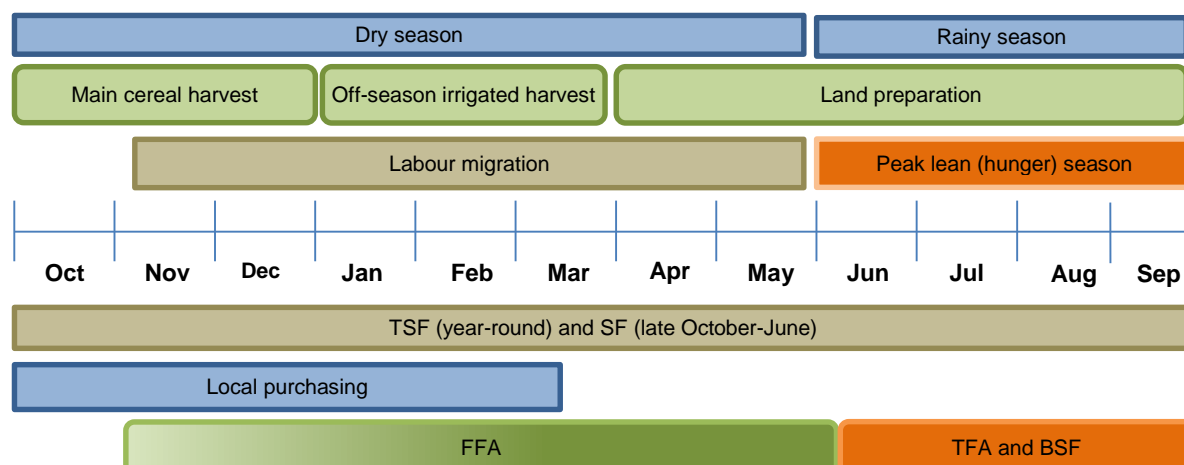 Dry season
Rainy season
Main cereal harvest
Off-season irrigated harvest
Land preparation
Labour migration
Peak lean (hunger) season
Oct
Nov
Dec
Jan
Feb
Mar
Apr
May
Jun
Jul
Aug
Sep
TSF (year-round) and SF (late October-June)
Local purchasing
FFA
TFA and BSF